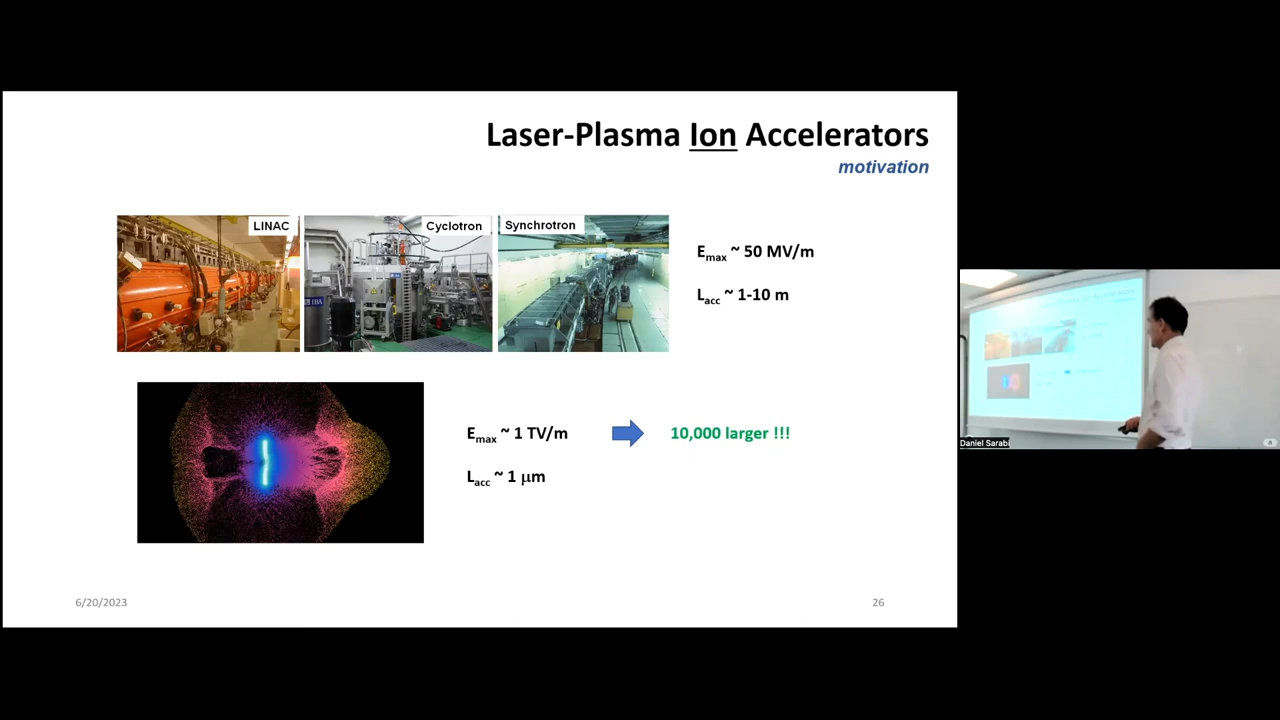 Laser-Plasma Ion Accelerators
motivation
LINAC
Cyclotron
Synchrotron
Emax ~ 50 MV/m
Lacc ~ 1-10 m
Emax ~ 1 TV/m
10,000 larger !!!
Lacc ~ 1 μm
6/20/2023
26
Daniel Sarabi